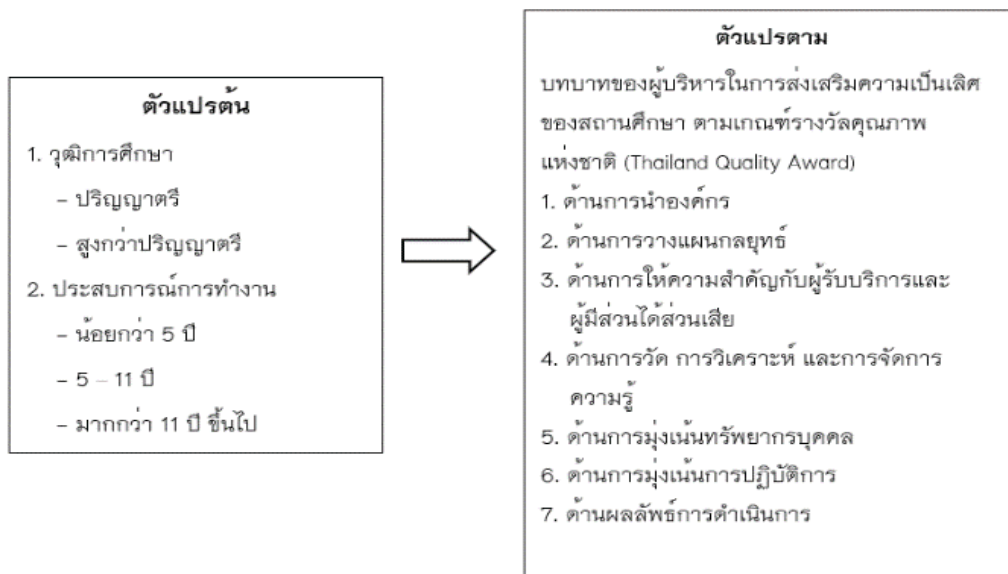 ตัวแปรต้น
1. วุฒิการศึกษา
– ปริญญาตรี
– สูงกว่าปริญญาตรี
2. ประสบการณ์การทำงาน
– น้อยกว่า 5 ปี
– 5 – 11 ปี
– มากกว่า 11 ปี ขึ้นไป
ตัวแปรตาม
บทบาทของผู้บริหารในการส่งเสริมความเป็นเลิศ
ของสถานศึกษา ตามเกณฑ์รางวัลคุณภาพ
แห่งชาติ (Thailand Quality Award)
1. ด้านการนำองค์กร
2. ด้านการวางแผนกลยุทธ์
3. ด้านการให้ความสำคัญกับผู้รับบริการและ
ผู้มีส่วนได้ส่วนเสีย
4. ด้านการวัด การวิเคราะห์ และการจัดการ
ความรู้
5. ด้านการมุ่งเน้นทรัพยากรบุคคล
6. ด้านการมุ่งเน้นการปฏิบัติการ
7. ด้านผลลัพธ์การดำเนินการ